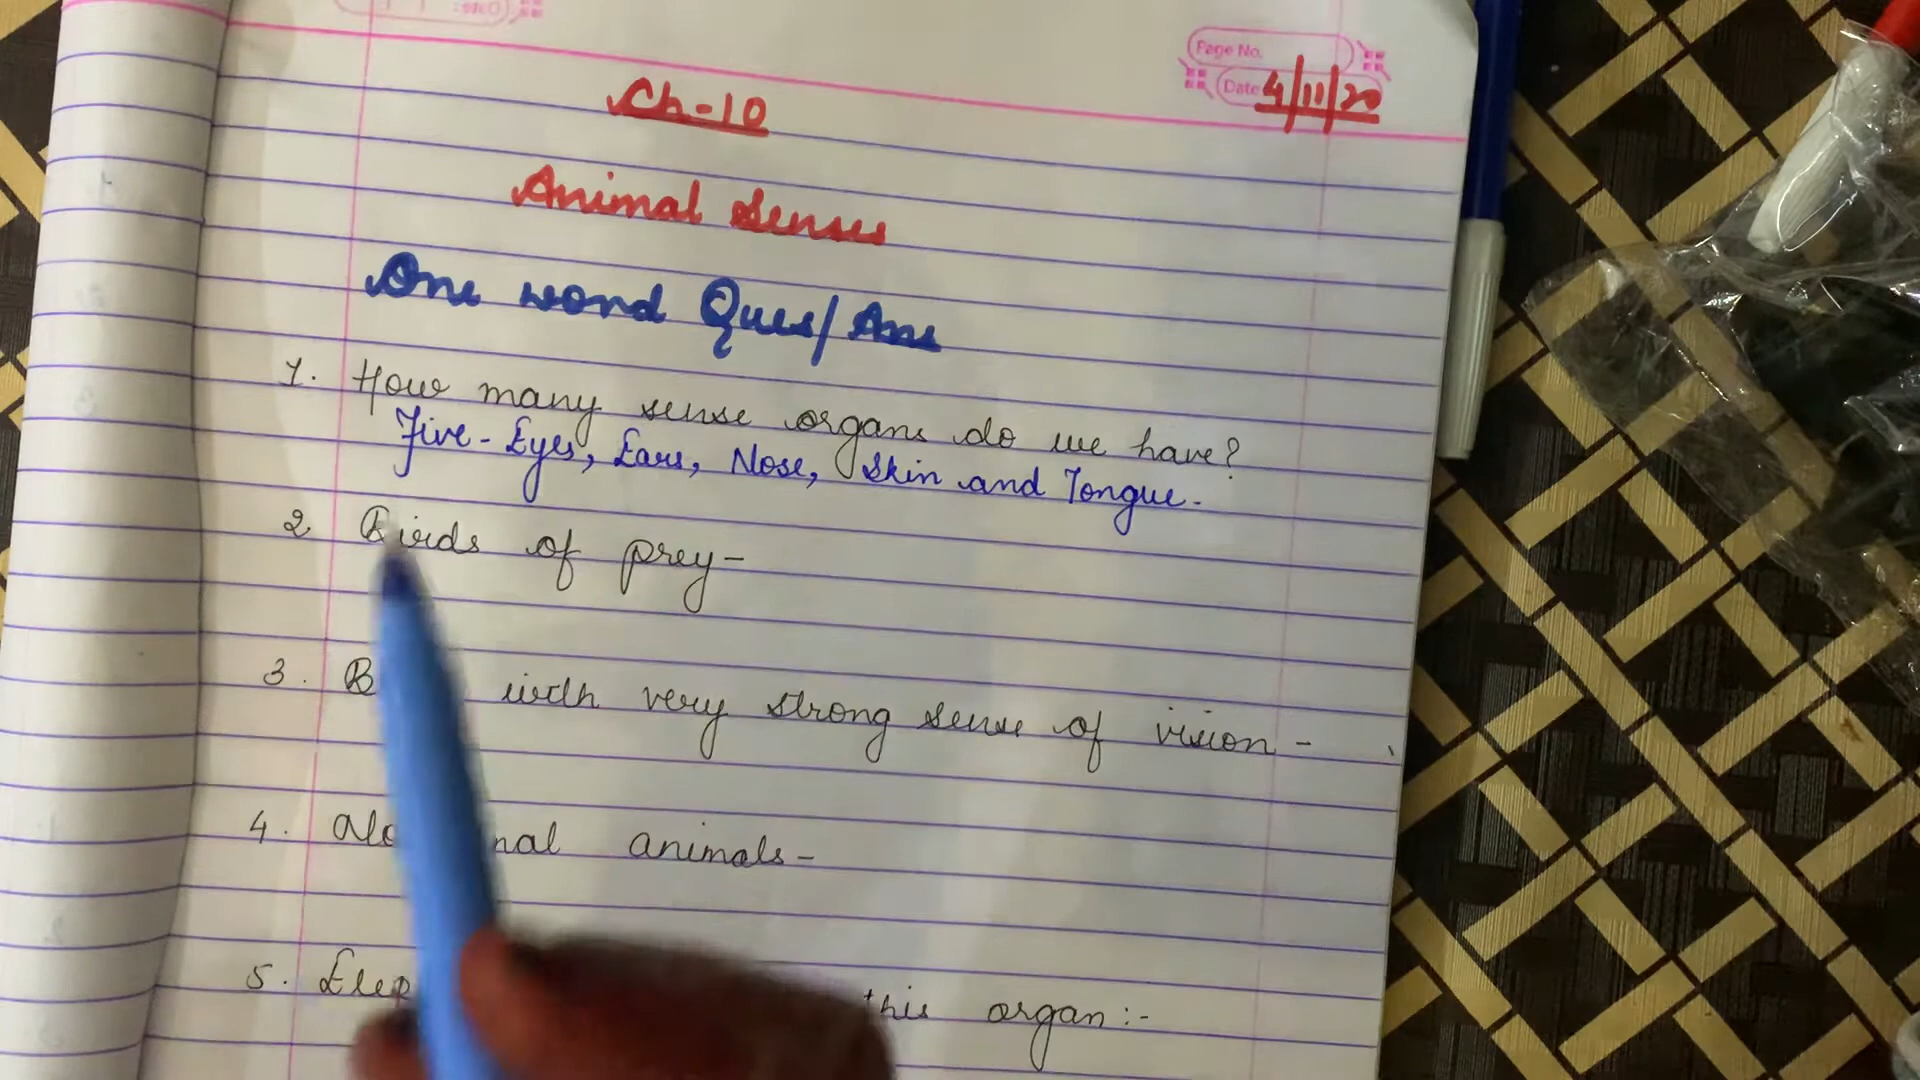 Page No.
Date 4/11/20
Ch-10
Animal Senses
One word Ques/Ans
1. How many sense organs do we have?
Five- Eyes, Ears, Nose, Skin and Tongue.
2. Birds of prey-
3. with very strong sense of vision-
4. animals-
5. this organ:-